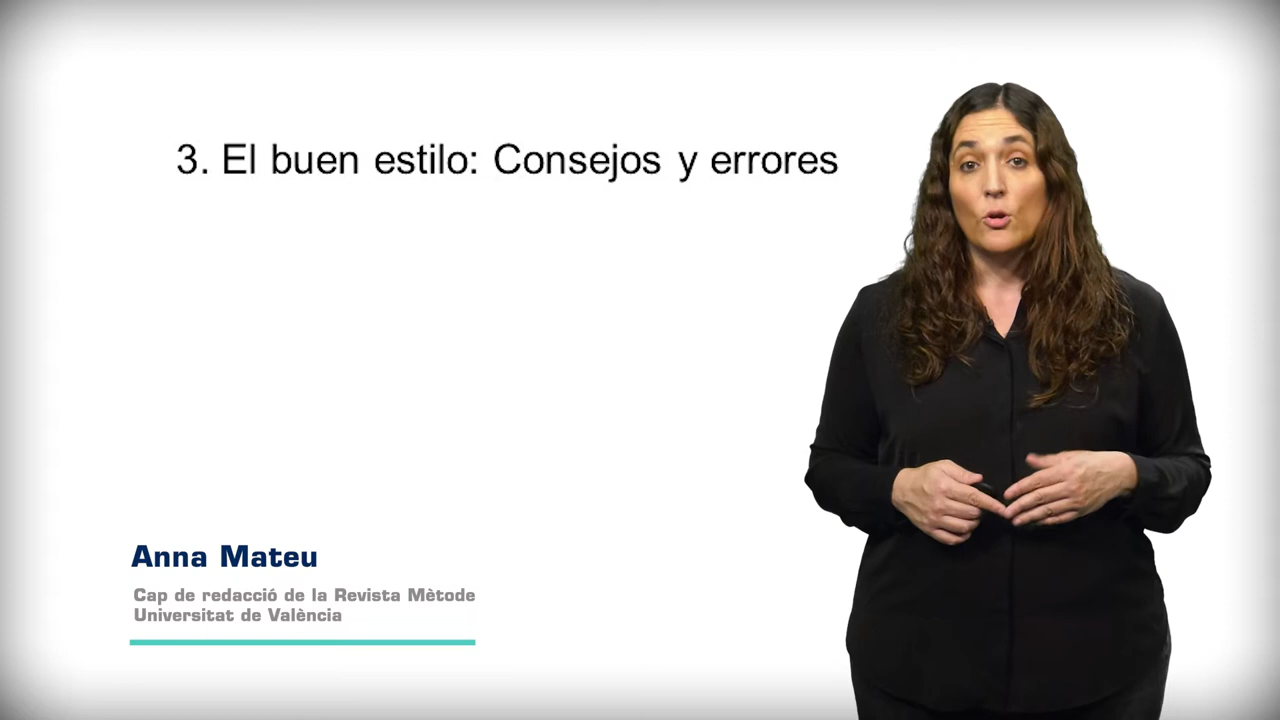 3. El buen estilo: Consejos y errores
Anna Mateu
Cap de redacció de la Revista Mètode
Universitat de València